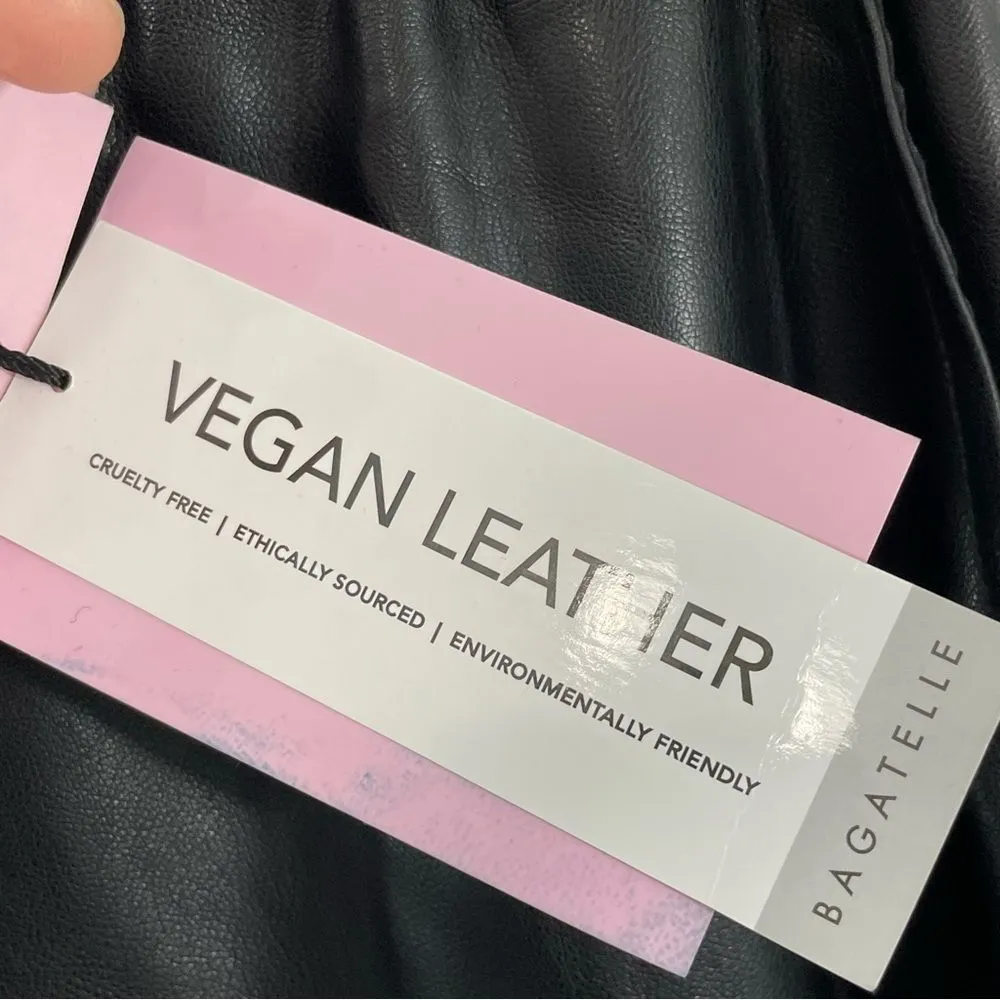 VEGAN LEATHER
CRUELTY FREE | ETHICALLY SOURCED | ENVIRONMENTALLY FRIENDLY
BAGATELLE